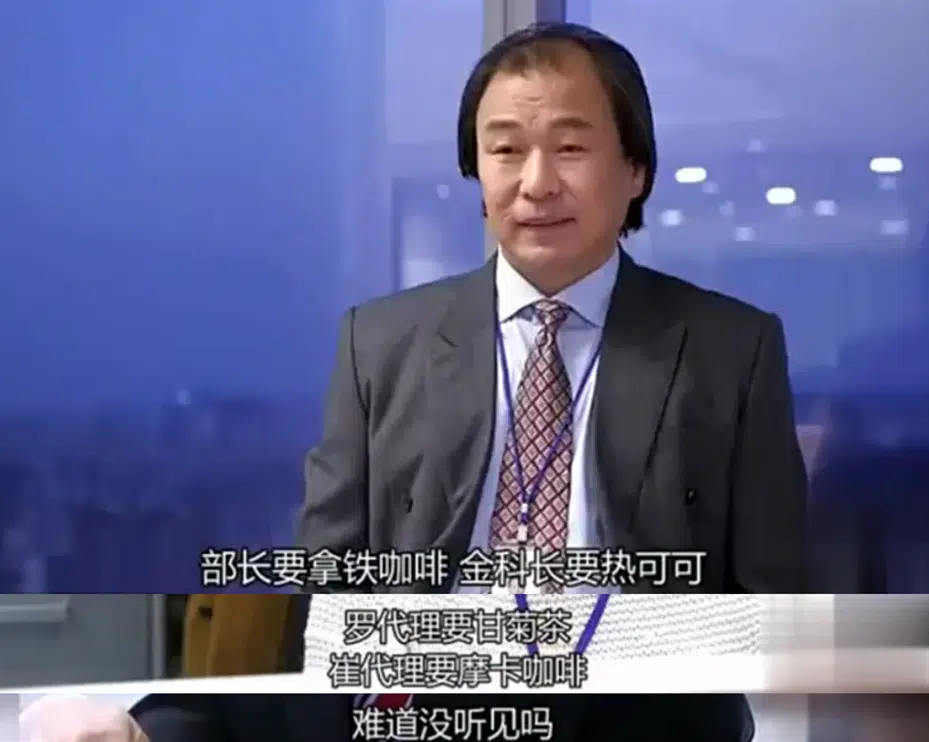 部长要拿铁咖啡 金科长要热可可
罗代理要甘菊茶
崔代理要摩卡咖啡
难道没听见吗